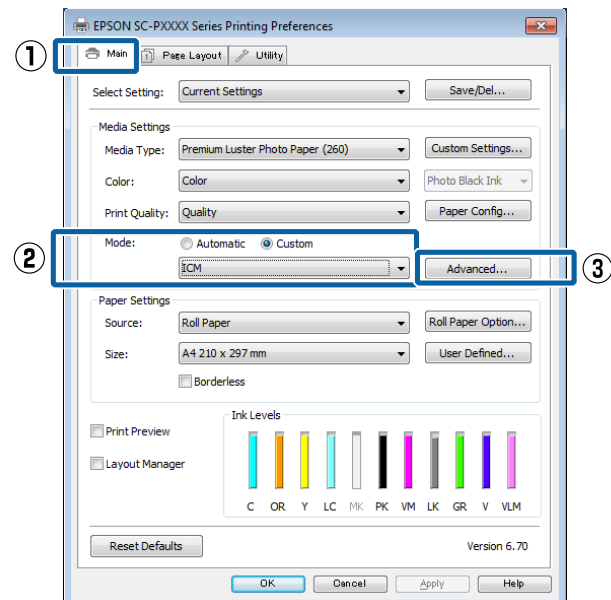 EPSON SC-PXXXX Series Printing Preferences
① Main Page Layout Utility
Select Setting: Current Settings Save/Del...
Media Settings
Media Type: Premium Luster Photo Paper (260) Custom Settings...
Color: Color Photo Black Ink
Print Quality: Quality Paper Config...
Mode: Automatic Custom
② ICM Advanced... ③
Paper Settings
Source: Roll Paper Roll Paper Option...
Size: A4 210 x 297 mm User Defined...
Borderless
Ink Levels
Print Preview
Layout Manager
C OR Y LC MK PK VM LK GR V VLM
Reset Defaults Version 6.70
OK Cancel Apply Help